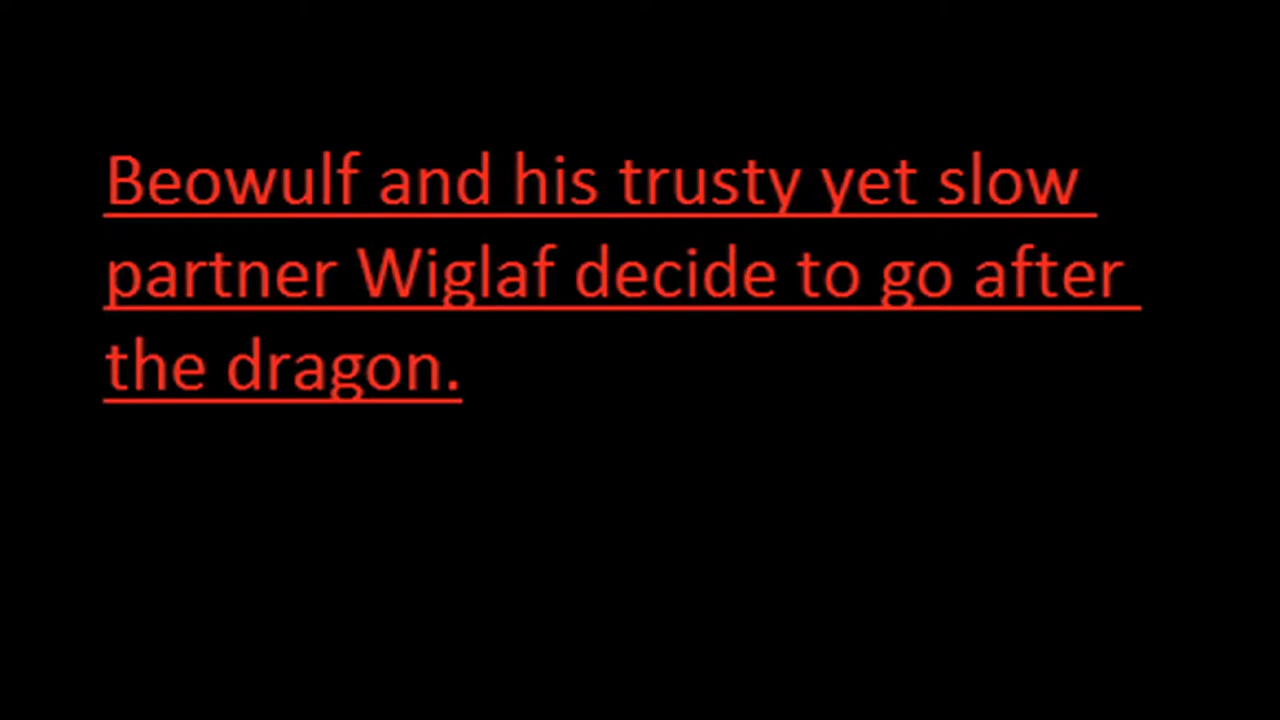 Beowulf and his trusty yet slow
partner Wiglaf decide to go after
the dragon.